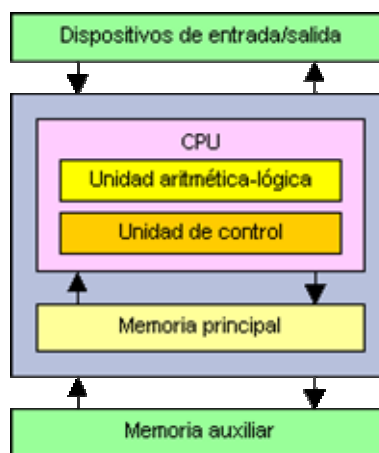 Dispositivos de entrada/salida
CPU
Unidad aritmética-lógica
Unidad de control
Memoria principal
Memoria auxiliar